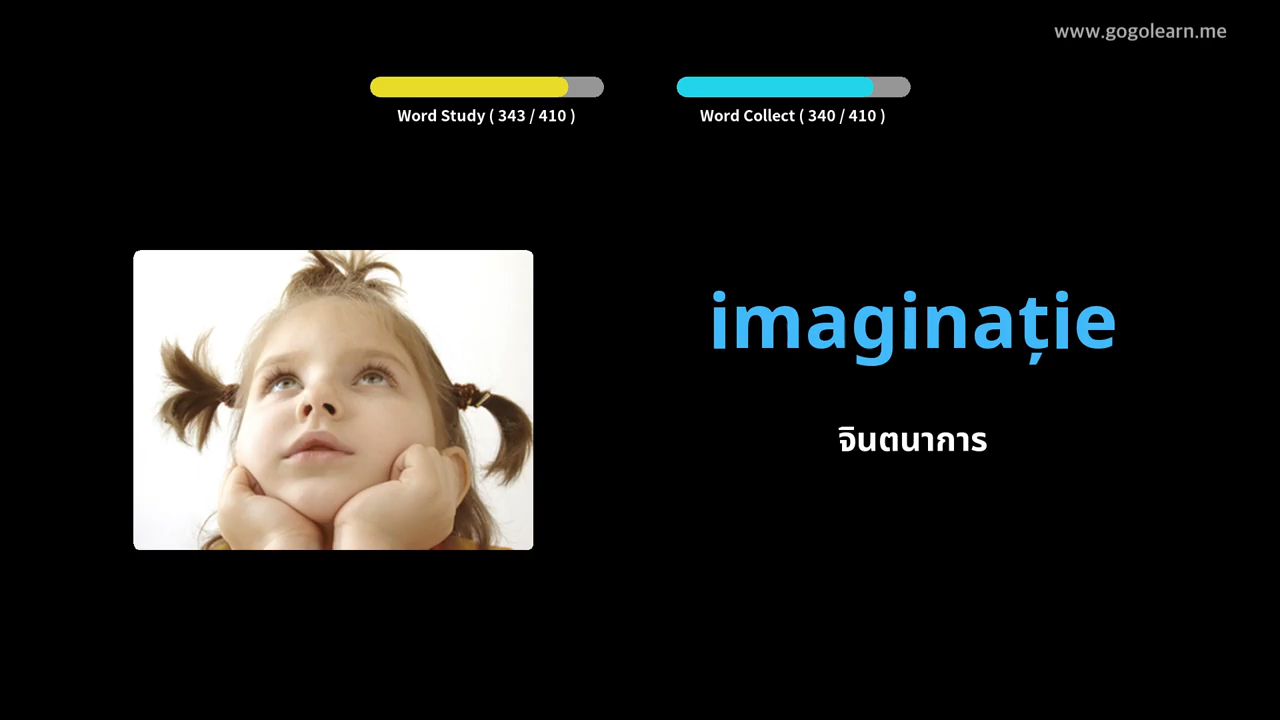 www.gogolearn.me
Word Study ( 343 / 410 )
Word Collect ( 340 / 410 )
imaginație
จินตนาการ